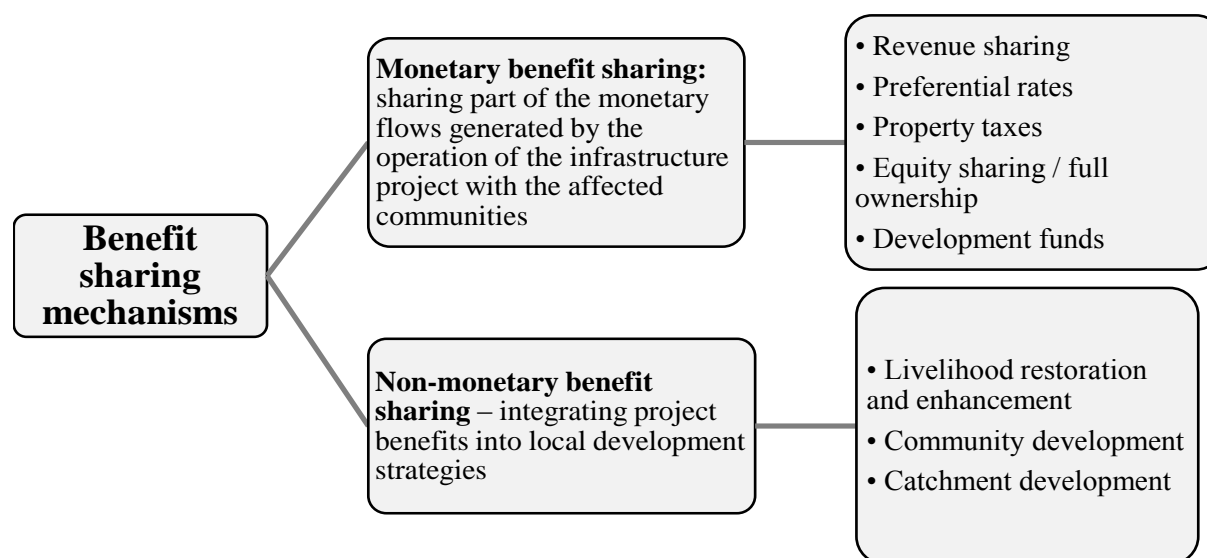 Benefit
sharing
mechanisms
Monetary benefit sharing:
sharing part of the monetary
flows generated by the
operation of the infrastructure
project with the affected
communities
• Revenue sharing
• Preferential rates
• Property taxes
• Equity sharing / full
ownership
• Development funds
Non-monetary benefit
sharing – integrating project
benefits into local development
strategies
• Livelihood restoration
and enhancement
• Community development
• Catchment development